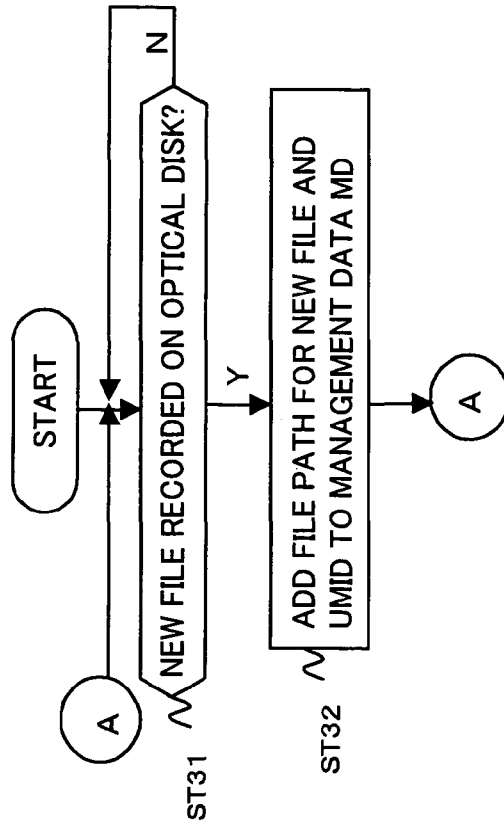 START
A
NEW FILE RECORDED ON OPTICAL DISK?
N
ST31
Y
ADD FILE PATH FOR NEW FILE AND
UMID TO MANAGEMENT DATA MD
ST32
A